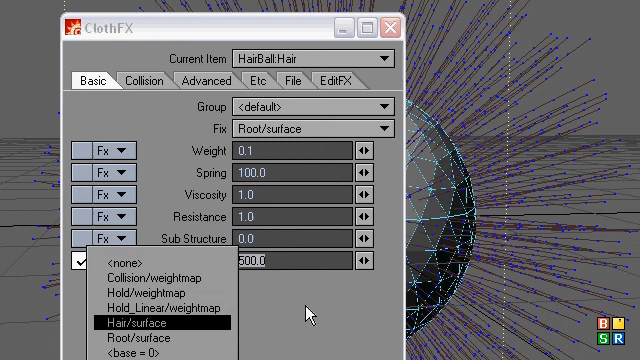 ClothFX
Current Item HairBall:Hair
Basic Collision Advanced Etc File EditFX
Group <default>
Fix Root/surface
Fx Weight 0.1
Fx Spring 100.0
Fx Viscosity 1.0
Fx Resistance 1.0
Fx Sub Structure 0.0
500.0
<none>
Collision/weightmap
Hold/weightmap
Hold_Linear/weightmap
Hair/surface
Root/surface
<base = 0>
B
S R